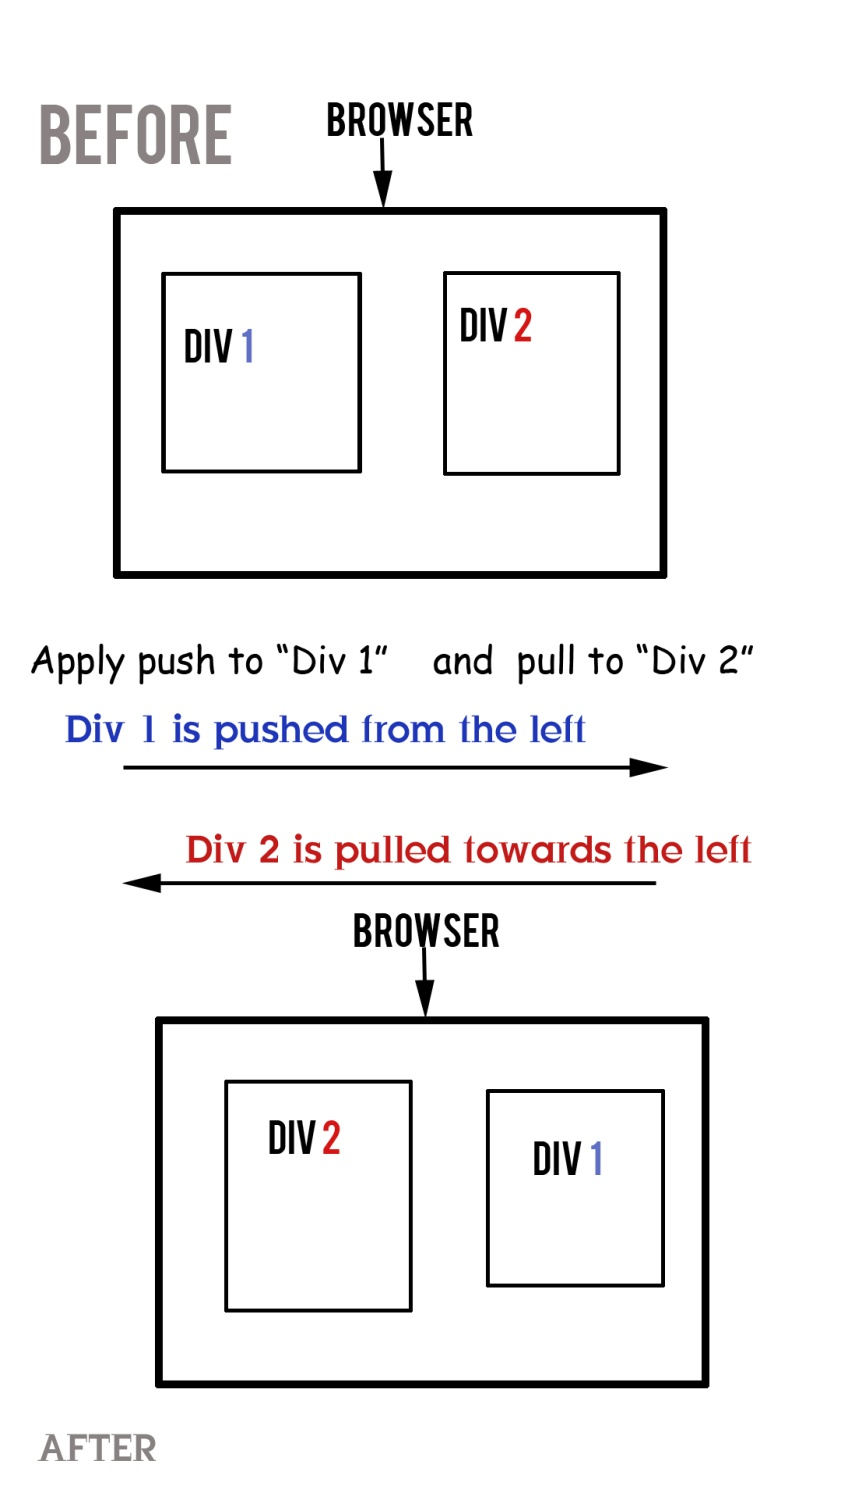 BEFORE
BROWSER
DIV 1
DIV 2
Apply push to “Div 1” and pull to “Div 2”
Div 1 is pushed from the left
Div 2 is pulled towards the left
BROWSER
DIV 2
DIV 1
AFTER